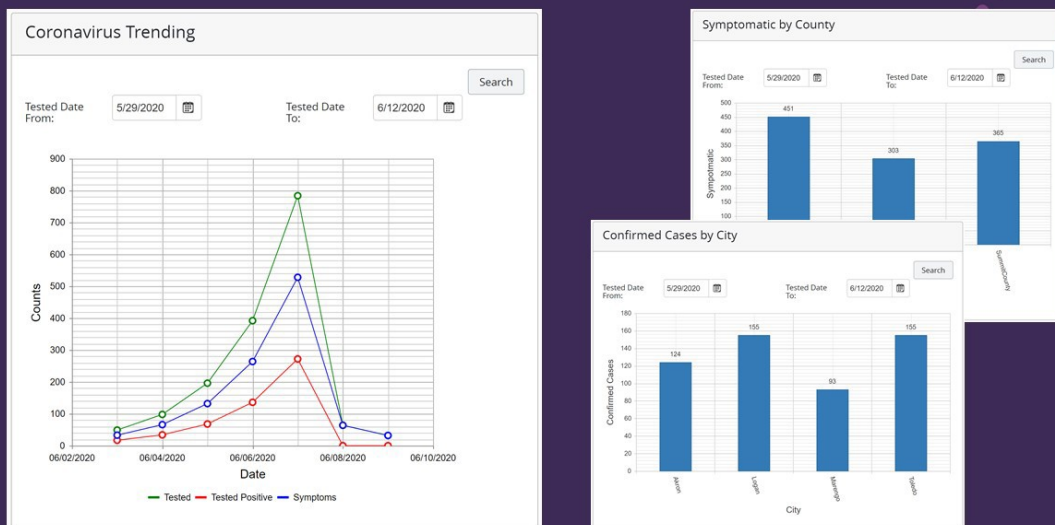 Coronavirus Trending
Search
Tested Date
From:
5/29/2020
Tested Date
To:
6/12/2020
900
800
700
600
500
400
300
200
100
0
Counts
06/02/2020 06/04/2020 06/06/2020 06/08/2020 06/10/2020
Date
Tested Tested Positive Symptoms
Symptomatic by County
Search
Tested Date
From:
5/29/2020
Tested Date
To:
6/12/2020
500
450
400
350
300
250
200
150
100
Sympotmatic
451
303
365
SummitCounty
Confirmed Cases by City
Search
Tested Date
From:
5/29/2020
Tested Date
To:
6/12/2020
180
160
140
120
100
80
60
40
20
0
Confirmed Cases
124
155
93
155
Akron
Logan
Marengo
Toledo
City